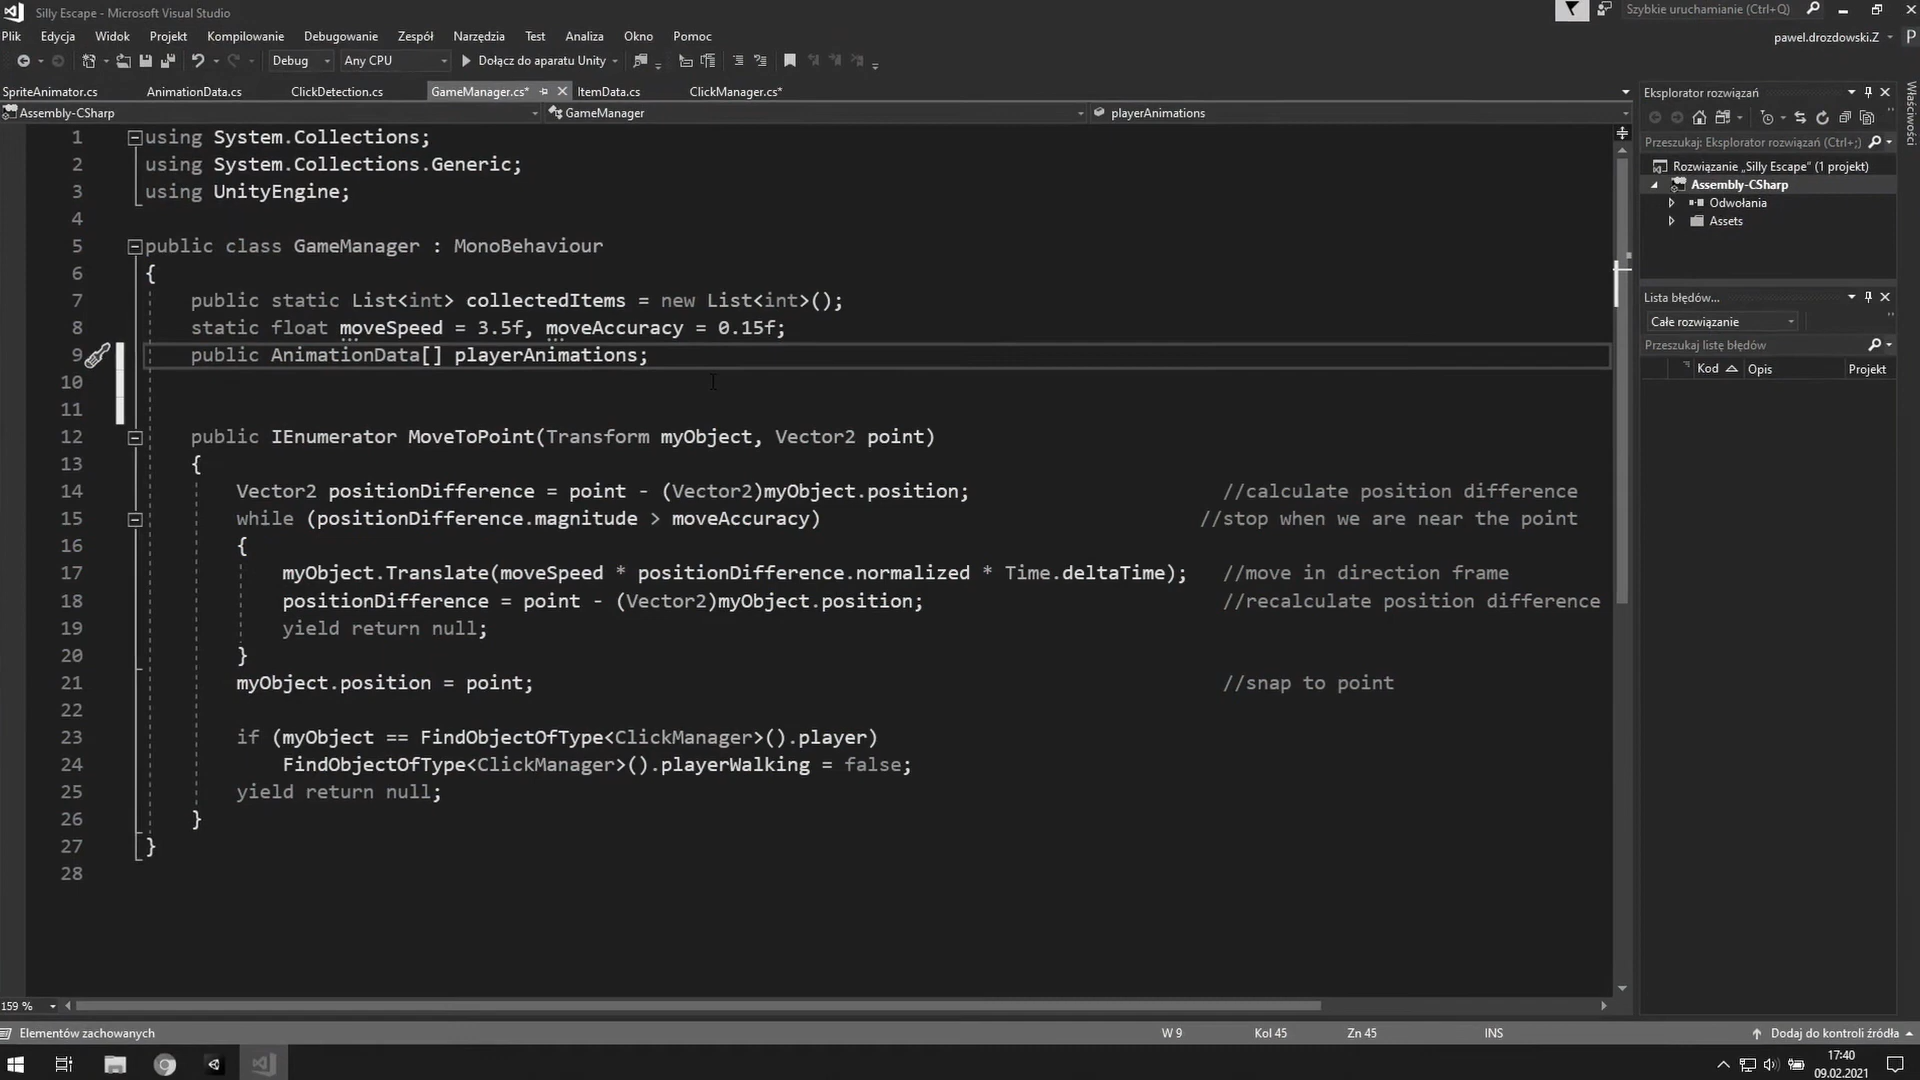 Silly Escape - Microsoft Visual Studio
Szybkie uruchamianie (Ctrl+Q)
Plik Edycja Widok Projekt Kompilowanie Debugowanie Zespół Narzędzia Test Analiza Okno Pomoc
pawel.drozdowski.Z P
Debug Any CPU Dołącz do aparatu Unity
SpriteAnimator.cs AnimationData.cs ClickDetection.cs GameManager.cs* ItemData.cs ClickManager.cs*
Assembly-CSharp GameManager playerAnimations
1 using System.Collections;
2 using System.Collections.Generic;
3 using UnityEngine;
4
5 public class GameManager : MonoBehaviour
6 {
7 public static List<int> collectedItems = new List<int>();
8 static float moveSpeed = 3.5f, moveAccuracy = 0.15f;
9 public AnimationData[] playerAnimations;
10
11
12 public IEnumerator MoveToPoint(Transform myObject, Vector2 point)
13 {
14 Vector2 positionDifference = point - (Vector2)myObject.position; //calculate position difference
15 while (positionDifference.magnitude > moveAccuracy) //stop when we are near the point
16 {
17 myObject.Translate(moveSpeed * positionDifference.normalized * Time.deltaTime); //move in direction frame
18 positionDifference = point - (Vector2)myObject.position; //recalculate position difference
19 yield return null;
20 }
21 myObject.position = point; //snap to point
22
23 if (myObject == FindObjectOfType<ClickManager>().player)
24 FindObjectOfType<ClickManager>().playerWalking = false;
25 yield return null;
26 }
27 }
28
Eksplorator rozwiązań
Przeszukaj: Eksplorator rozwiązań (Ctrl+;)
Rozwiązanie „Silly Escape” (1 projekt)
Assembly-CSharp
Odwołania
Assets
Lista błędów...
Całe rozwiązanie
Przeszukiwanie listę błędów
Kod Opis Projekt
Właściwości
159 %
Elementów zachowanych W 9 Kol 45 Zn 45 INS Dodaj do kontroli źródła
17:40
09.02.2021